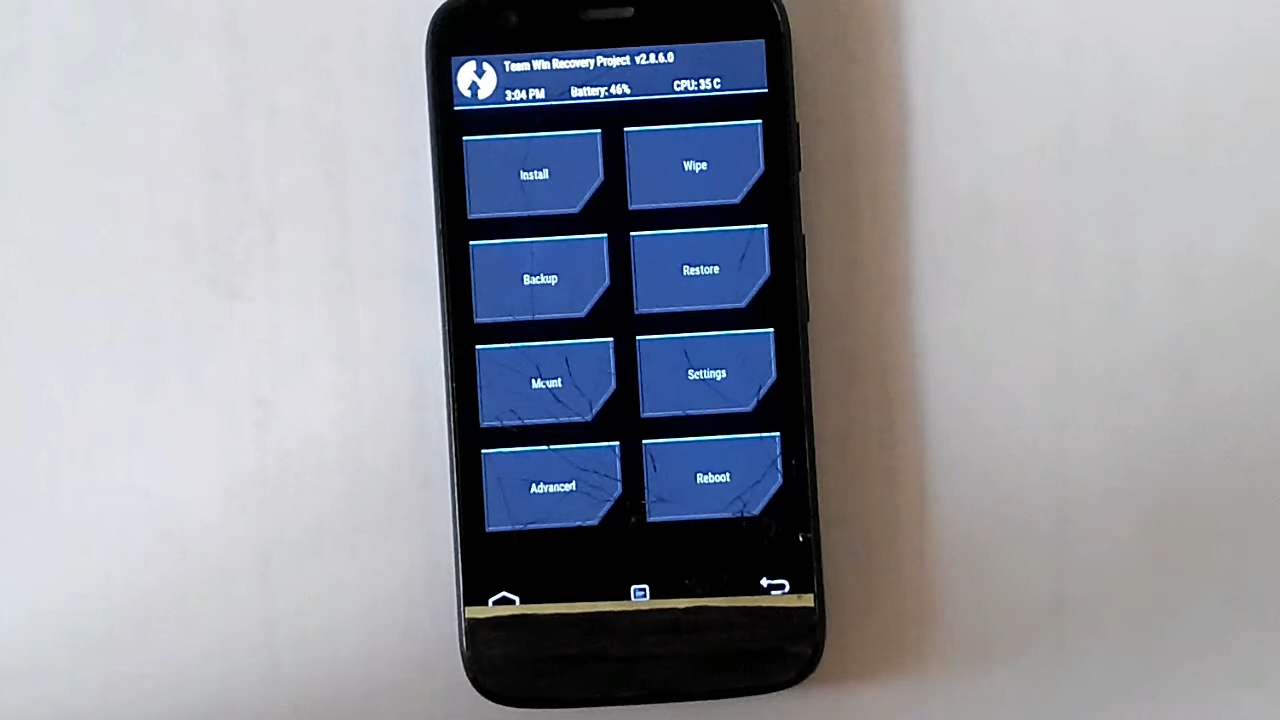 Team Win Recovery Project v2.8.6.0
3:04 PM Battery: 46% CPU: 35 C
Install
Wipe
Backup
Restore
Mount
Settings
Advanced
Reboot